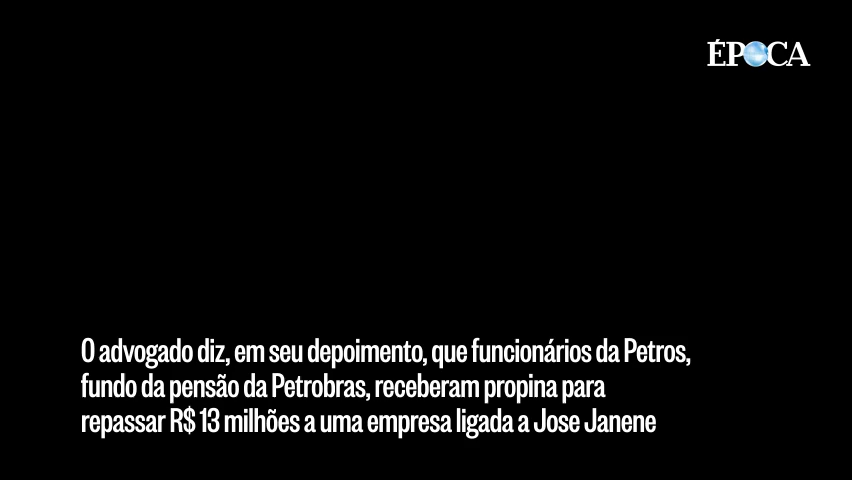 ÉPOCA
O advogado diz, em seu depoimento, que funcionários da Petros,
fundo da pensão da Petrobras, receberam propina para
repassar R$ 13 milhões a uma empresa ligada a Jose Janene